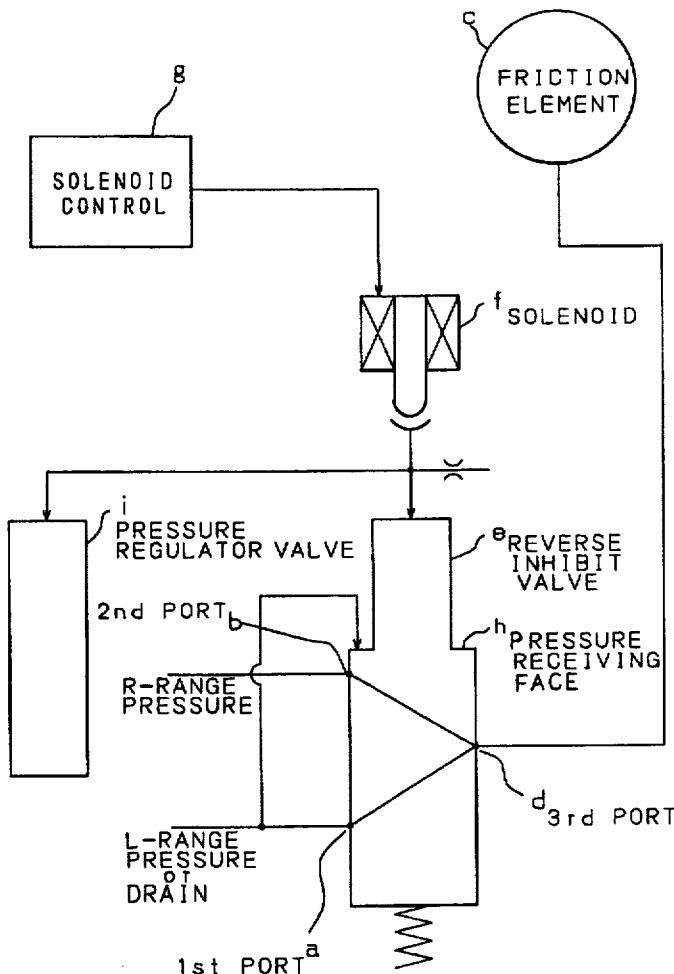 c
FRICTION
ELEMENT
g
SOLENOID
CONTROL
f SOLENOID
i
PRESSURE
REGULATOR VALVE
e REVERSE
INHIBIT
VALVE
2nd PORT b
h PRESSURE
RECEIVING
FACE
R-RANGE
PRESSURE
d 3rd PORT
L-RANGE
PRESSURE
or
DRAIN
1st PORT a